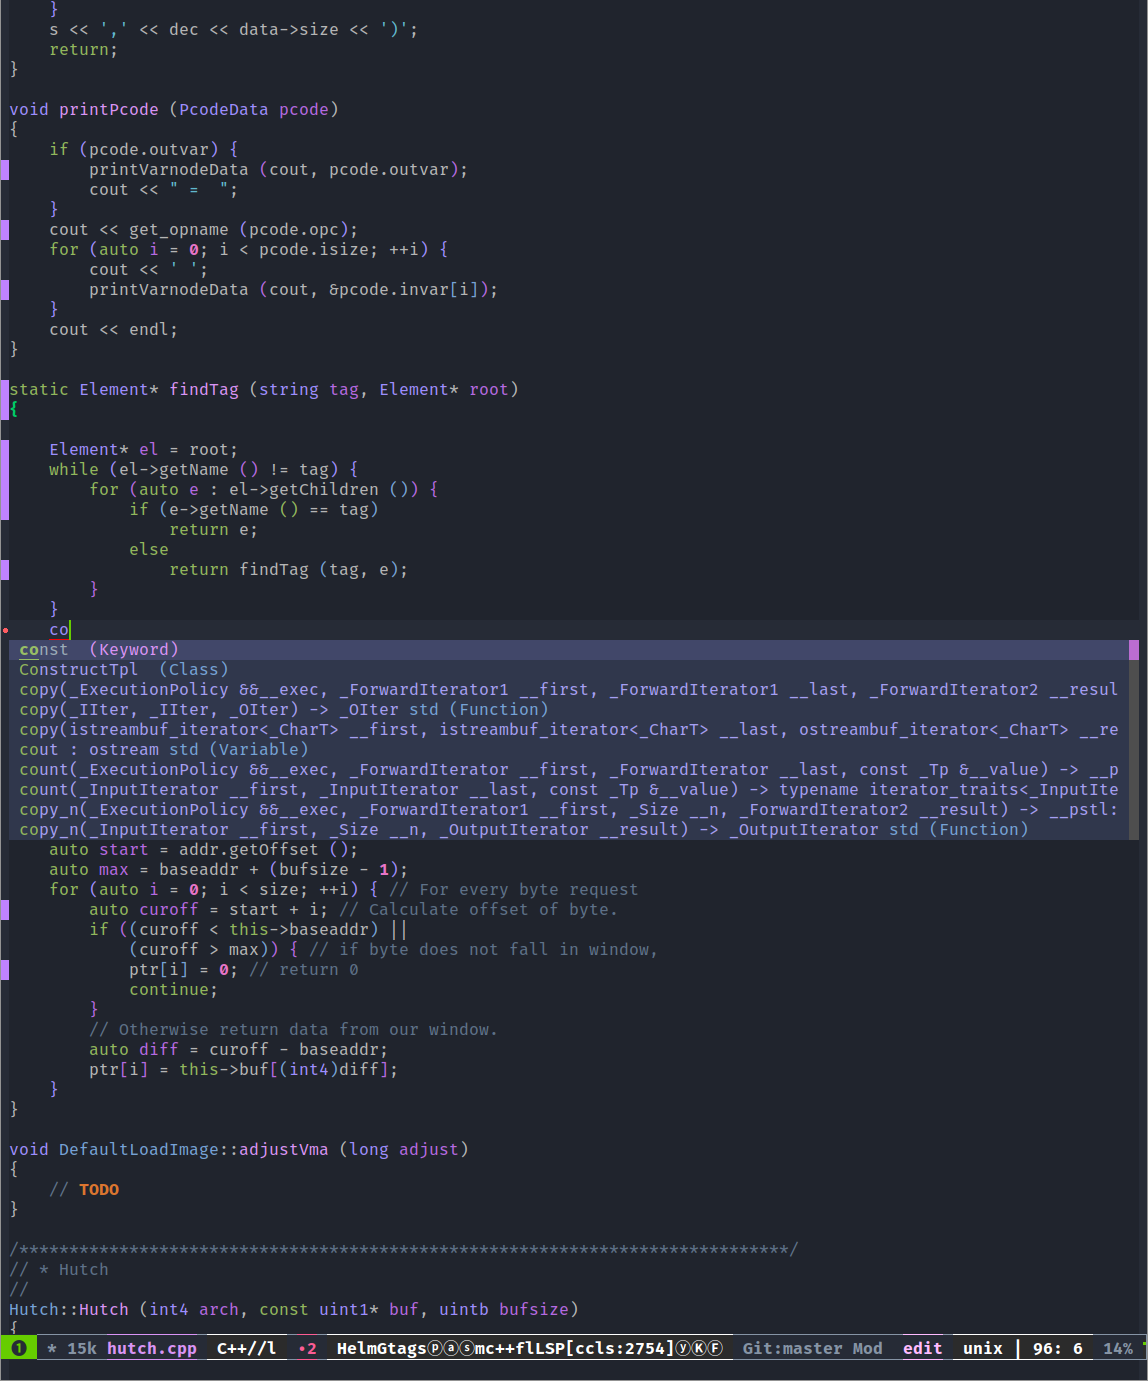 }
    s << ',' << dec << data->size << ')';
    return;
}

void printPcode (PcodeData pcode)
{
    if (pcode.outvar) {
        printVarnodeData (cout, pcode.outvar);
        cout << " =  ";
    }
    cout << get_opname (pcode.opc);
    for (auto i = 0; i < pcode.isize; ++i) {
        cout << ' ';
        printVarnodeData (cout, &pcode.invar[i]);
    }
    cout << endl;
}

static Element* findTag (string tag, Element* root)
{

    Element* el = root;
    while (el->getName () != tag) {
        for (auto e : el->getChildren ()) {
            if (e->getName () == tag)
                return e;
            else
                return findTag (tag, e);
        }
    }
    co
 const  (Keyword)
 ConstructTpl  (Class)
 copy(_ExecutionPolicy &&__exec, _ForwardIterator1 __first, _ForwardIterator1 __last, _ForwardIterator2 __resul
 copy(_IIter, _IIter, _OIter) -> _OIter std (Function)
 copy(istreambuf_iterator<_CharT> __first, istreambuf_iterator<_CharT> __last, ostreambuf_iterator<_CharT> __re
 cout : ostream std (Variable)
 count(_ExecutionPolicy &&__exec, _ForwardIterator __first, _ForwardIterator __last, const _Tp &__value) -> __p
 count(_InputIterator __first, _InputIterator __last, const _Tp &__value) -> typename iterator_traits<_InputIte
 copy_n(_ExecutionPolicy &&__exec, _ForwardIterator1 __first, _Size __n, _ForwardIterator2 __result) -> __pstl:
 copy_n(_InputIterator __first, _Size __n, _OutputIterator __result) -> _OutputIterator std (Function)
    auto start = addr.getOffset ();
    auto max = baseaddr + (bufsize - 1);
    for (auto i = 0; i < size; ++i) { // For every byte request
        auto curoff = start + i; // Calculate offset of byte.
        if ((curoff < this->baseaddr) ||
            (curoff > max)) { // if byte does not fall in window,
            ptr[i] = 0; // return 0
            continue;
        }
        // Otherwise return data from our window.
        auto diff = curoff - baseaddr;
        ptr[i] = this->buf[(int4)diff];
    }
}

void DefaultLoadImage::adjustVma (long adjust)
{
    // TODO
}

/*****************************************************************************/
// * Hutch
//
Hutch::Hutch (int4 arch, const uint1* buf, uintb bufsize)
{
❶ * 15k hutch.cpp C++//l •2 HelmGtagsⓟⓐⓢmc++flLSP[ccls:2754]ⓨⓀⒻ Git:master Mod edit unix | 96: 6 14%